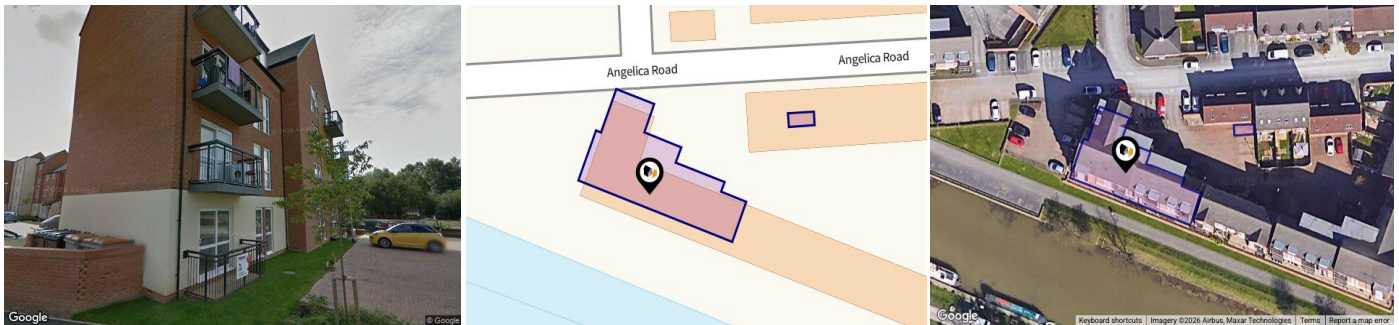 Google
© Google
Angelica Road
Angelica Road
Google
Keyboard shortcuts
Imagery ©2026 Airbus, Maxar Technologies
Terms
Report a map error